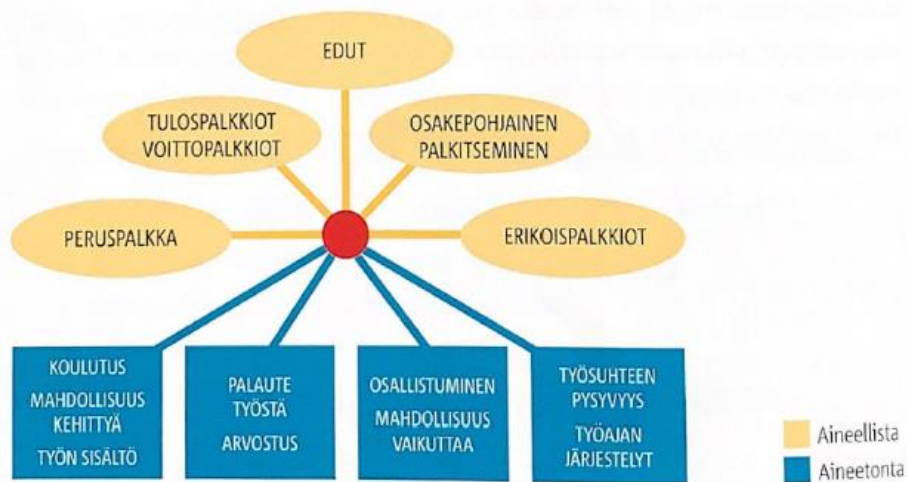 EDUT
TULOSPALKKIOT
VOITTOPALKKIOT
OSAKEPOHJAINEN
PALKITSEMINEN
PERUSPALKKA
ERIKOISPALKKIOT
KOULUTUS
MAHDOLLISUUS
KEHITTYÄ
TYÖN SISÄLTÖ
PALAUTE
TYÖSTÄ
ARVOSTUS
OSALLISTUMINEN
MAHDOLLISUUS
VAIKUTTAA
TYÖSUHTEEN
PYSYVYYS
TYÖAJAN
JÄRJESTELYT
Aineellista
Aineetonta